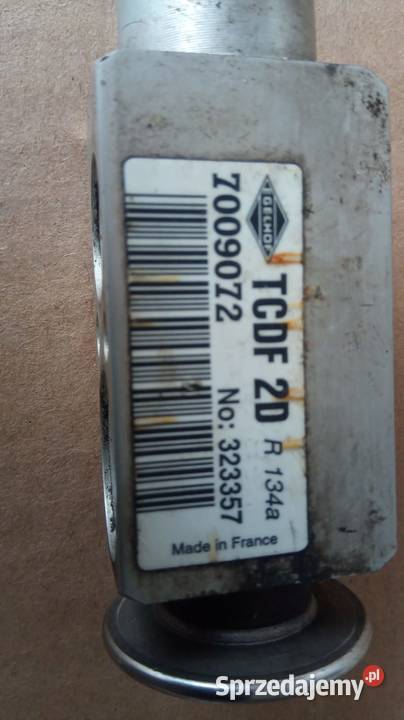 EGELHOF
TCDF 2D R 134a
Z009072 No: 323357
Made in France
Sprzedajemy.pl